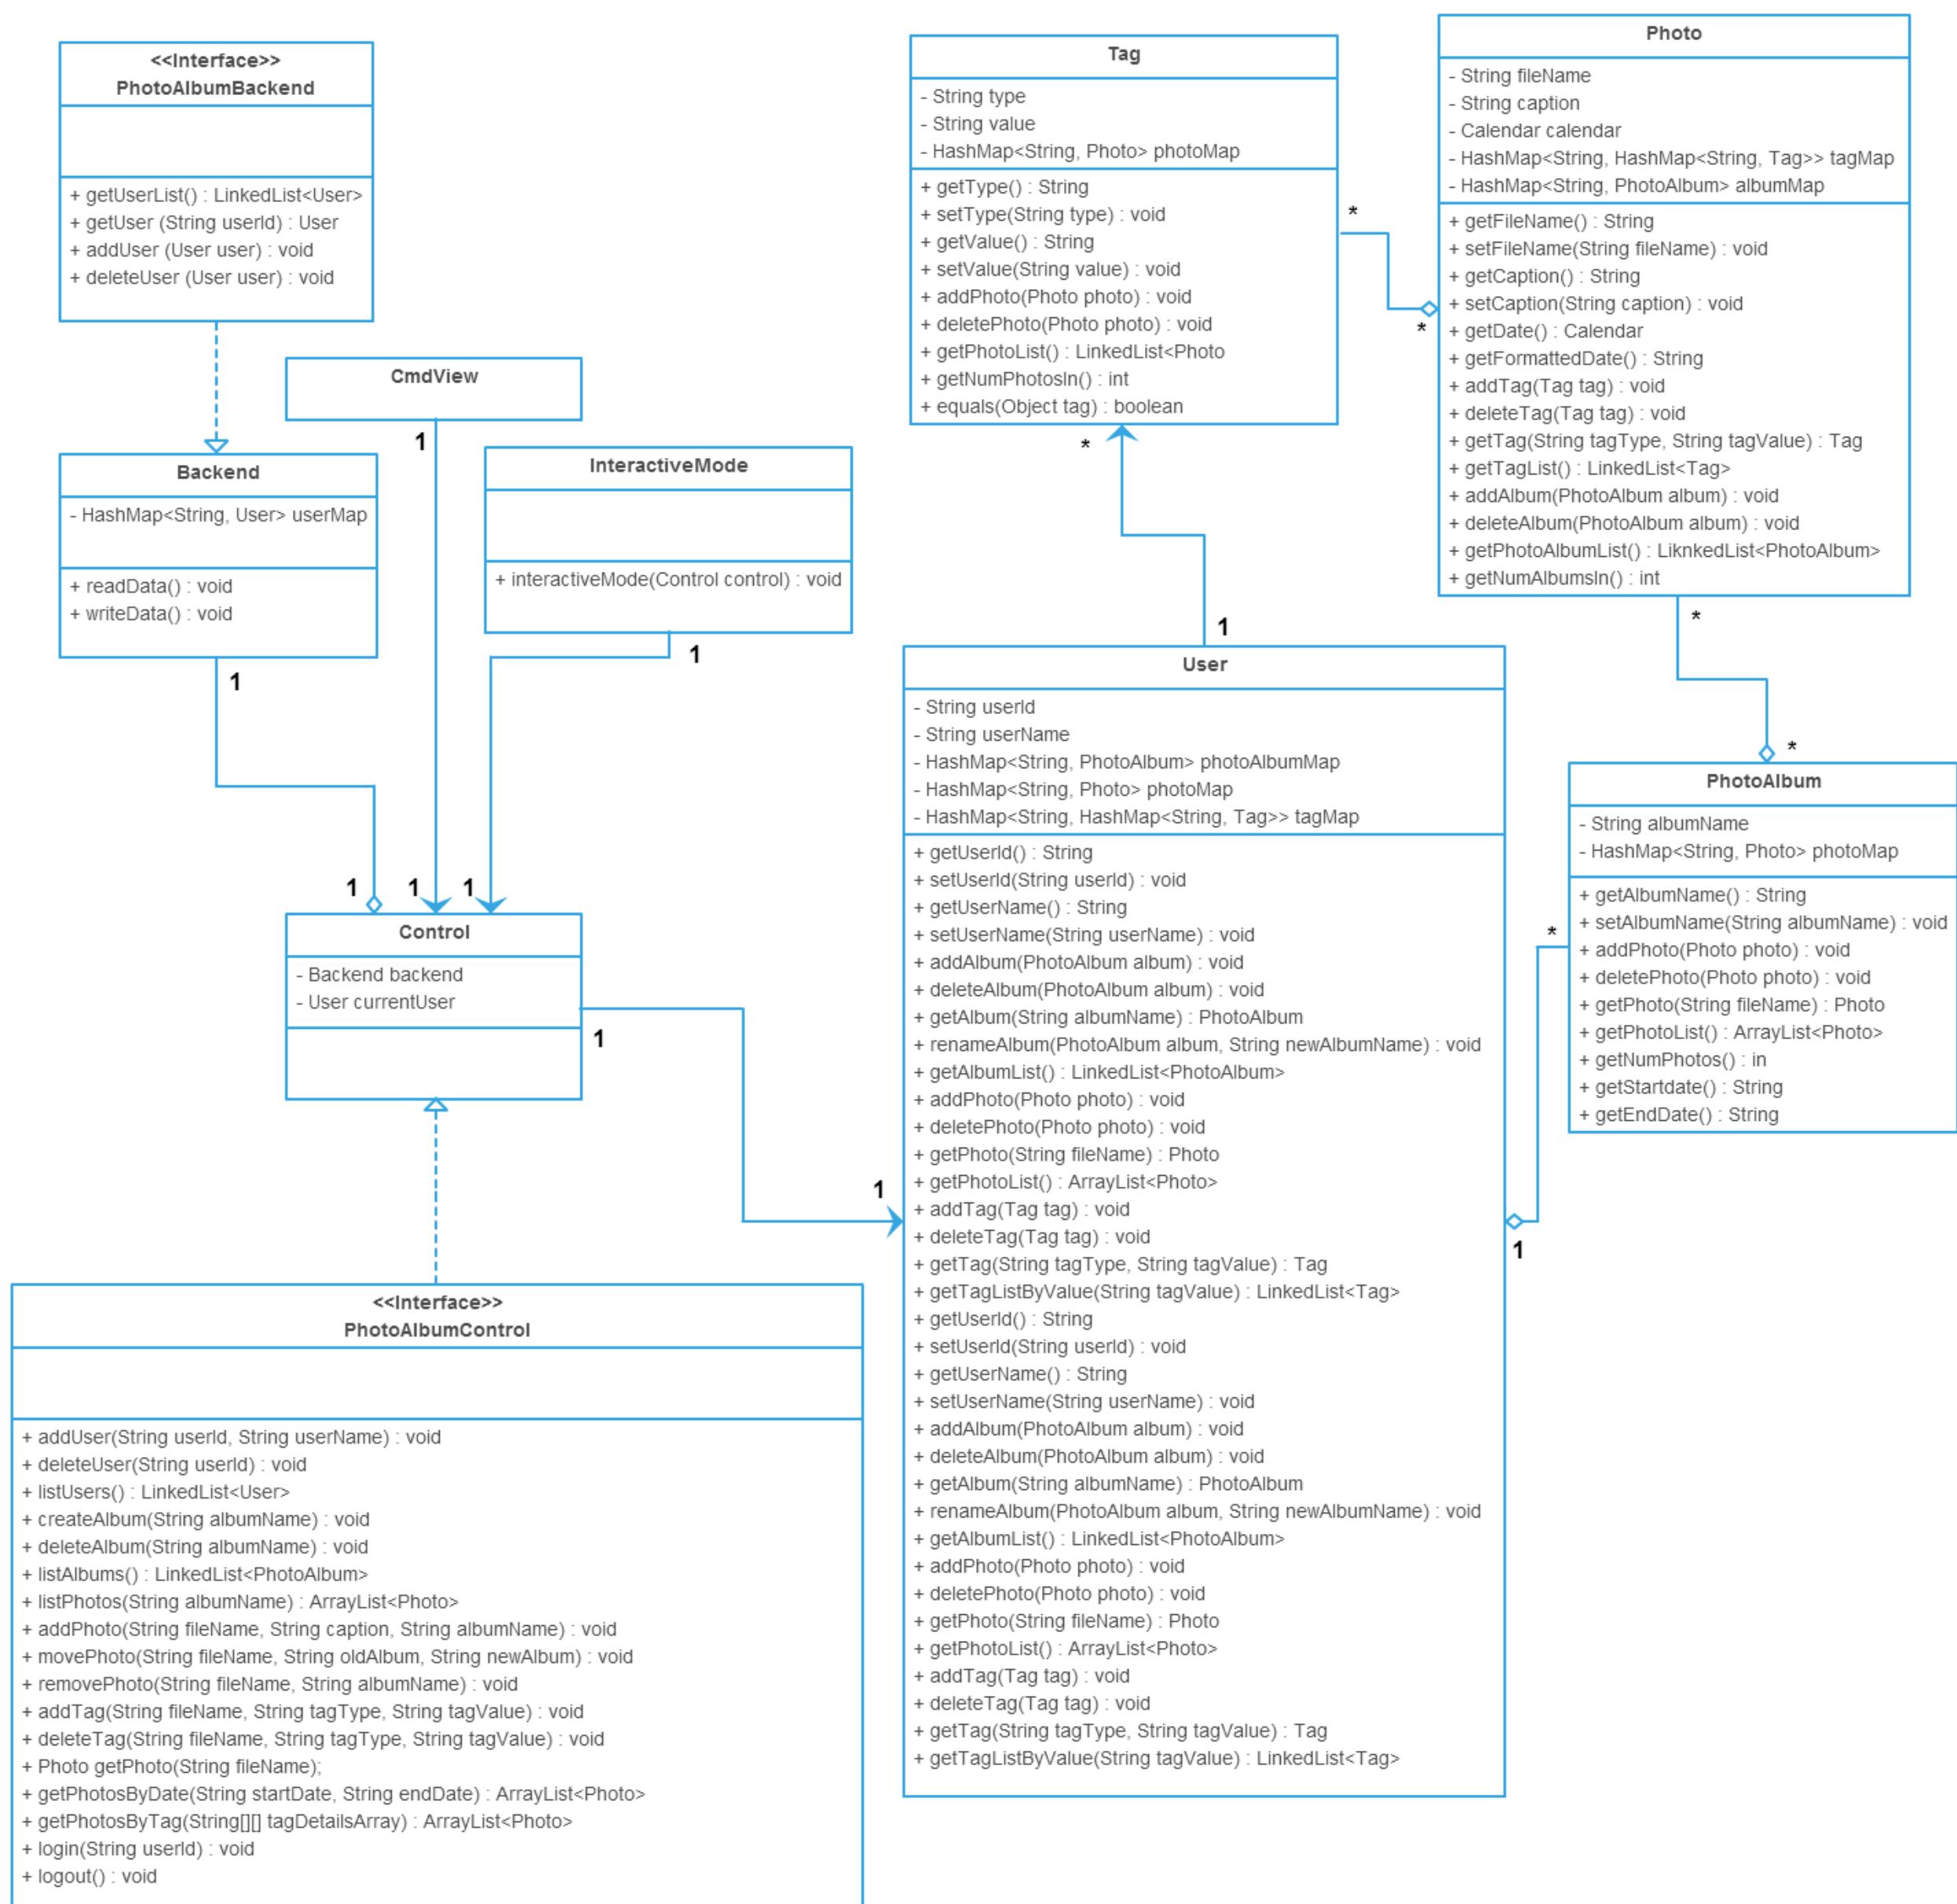 <<Interface>>
PhotoAlbumBackend
+ getUserList() : LinkedList<User>
+ getUser (String userId) : User
+ addUser (User user) : void
+ deleteUser (User user) : void
CmdView
1
Backend
- HashMap<String, User> userMap
+ readData() : void
+ writeData() : void
1
InteractiveMode
+ interactiveMode(Control control) : void
1
1
1
1
Control
- Backend backend
- User currentUser
1
1
<<Interface>>
PhotoAlbumControl
+ addUser(String userId, String userName) : void
+ deleteUser(String userId) : void
+ listUsers() : LinkedList<User>
+ createAlbum(String albumName) : void
+ deleteAlbum(String albumName) : void
+ listAlbums() : LinkedList<PhotoAlbum>
+ listPhotos(String albumName) : ArrayList<Photo>
+ addPhoto(String fileName, String caption, String albumName) : void
+ movePhoto(String fileName, String oldAlbum, String newAlbum) : void
+ removePhoto(String fileName, String albumName) : void
+ addTag(String fileName, String tagType, String tagValue) : void
+ deleteTag(String fileName, String tagType, String tagValue) : void
+ Photo getPhoto(String fileName);
+ getPhotosByDate(String startDate, String endDate) : ArrayList<Photo>
+ getPhotosByTag(String[][] tagDetailsArray) : ArrayList<Photo>
+ login(String userId) : void
+ logout() : void
Tag
- String type
- String value
- HashMap<String, Photo> photoMap
+ getType() : String
+ setType(String type) : void
+ getValue() : String
+ setValue(String value) : void
+ addPhoto(Photo photo) : void
+ deletePhoto(Photo photo) : void
+ getPhotoList() : LinkedList<Photo
+ getNumPhotosIn() : int
+ equals(Object tag) : boolean
*
*
*
1
Photo
- String fileName
- String caption
- Calendar calendar
- HashMap<String, HashMap<String, Tag>> tagMap
- HashMap<String, PhotoAlbum> albumMap
+ getFileName() : String
+ setFileName(String fileName) : void
+ getCaption() : String
+ setCaption(String caption) : void
+ getDate() : Calendar
+ getFormattedDate() : String
+ addTag(Tag tag) : void
+ deleteTag(Tag tag) : void
+ getTag(String tagType, String tagValue) : Tag
+ getTagList() : LinkedList<Tag>
+ addAlbum(PhotoAlbum album) : void
+ deleteAlbum(PhotoAlbum album) : void
+ getPhotoAlbumList() : LiknkedList<PhotoAlbum>
+ getNumAlbumsIn() : int
*
*
User
- String userId
- String userName
- HashMap<String, PhotoAlbum> photoAlbumMap
- HashMap<String, Photo> photoMap
- HashMap<String, HashMap<String, Tag>> tagMap
+ getUserId() : String
+ setUserId(String userId) : void
+ getUserName() : String
+ setUserName(String userName) : void
+ addAlbum(PhotoAlbum album) : void
+ deleteAlbum(PhotoAlbum album) : void
+ getAlbum(String albumName) : PhotoAlbum
+ renameAlbum(PhotoAlbum album, String newAlbumName) : void
+ getAlbumList() : LinkedList<PhotoAlbum>
+ addPhoto(Photo photo) : void
+ deletePhoto(Photo photo) : void
+ getPhoto(String fileName) : Photo
+ getPhotoList() : ArrayList<Photo>
+ addTag(Tag tag) : void
+ deleteTag(Tag tag) : void
+ getTag(String tagType, String tagValue) : Tag
+ getTagListByValue(String tagValue) : LinkedList<Tag>
+ getUserId() : String
+ setUserId(String userId) : void
+ getUserName() : String
+ setUserName(String userName) : void
+ addAlbum(PhotoAlbum album) : void
+ deleteAlbum(PhotoAlbum album) : void
+ getAlbum(String albumName) : PhotoAlbum
+ renameAlbum(PhotoAlbum album, String newAlbumName) : void
+ getAlbumList() : LinkedList<PhotoAlbum>
+ addPhoto(Photo photo) : void
+ deletePhoto(Photo photo) : void
+ getPhoto(String fileName) : Photo
+ getPhotoList() : ArrayList<Photo>
+ addTag(Tag tag) : void
+ deleteTag(Tag tag) : void
+ getTag(String tagType, String tagValue) : Tag
+ getTagListByValue(String tagValue) : LinkedList<Tag>
*
1
PhotoAlbum
- String albumName
- HashMap<String, Photo> photoMap
+ getAlbumName() : String
+ setAlbumName(String albumName) : void
+ addPhoto(Photo photo) : void
+ deletePhoto(Photo photo) : void
+ getPhoto(String fileName) : Photo
+ getPhotoList() : ArrayList<Photo>
+ getNumPhotos() : in
+ getStartdate() : String
+ getEndDate() : String